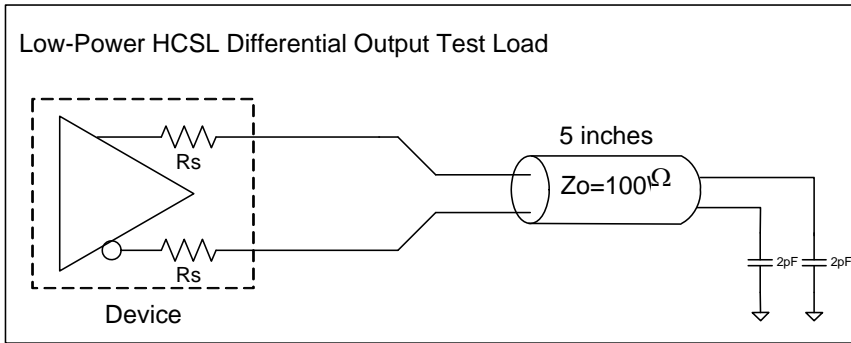 Low-Power HCSL Differential Output Test Load
Rs
5 inches
Zo=100Ω
Rs
2pF 2pF
Device